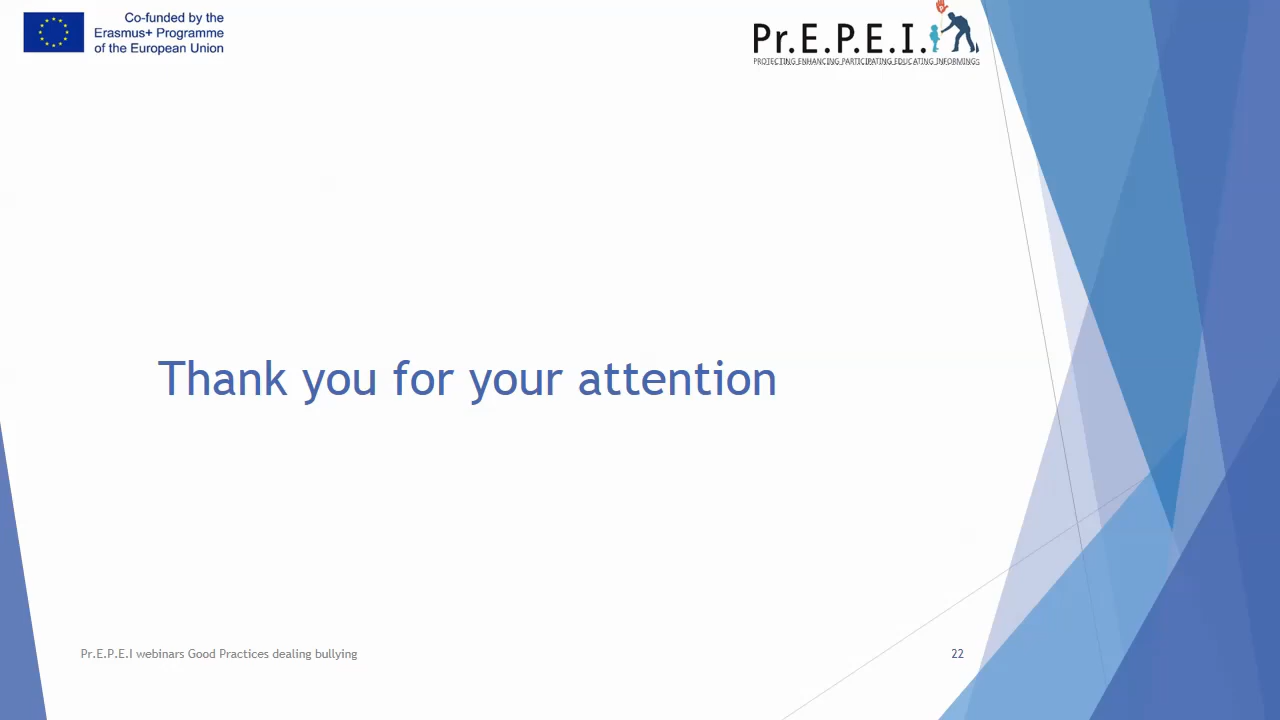 Co-funded by the
Erasmus+ Programme
of the European Union
Pr.E.P.E.I.
PROTECTING ENHANCING PARTICIPATING EDUCATING INFORMINGS
Thank you for your attention
Pr.E.P.E.I webinars Good Practices dealing bullying
22